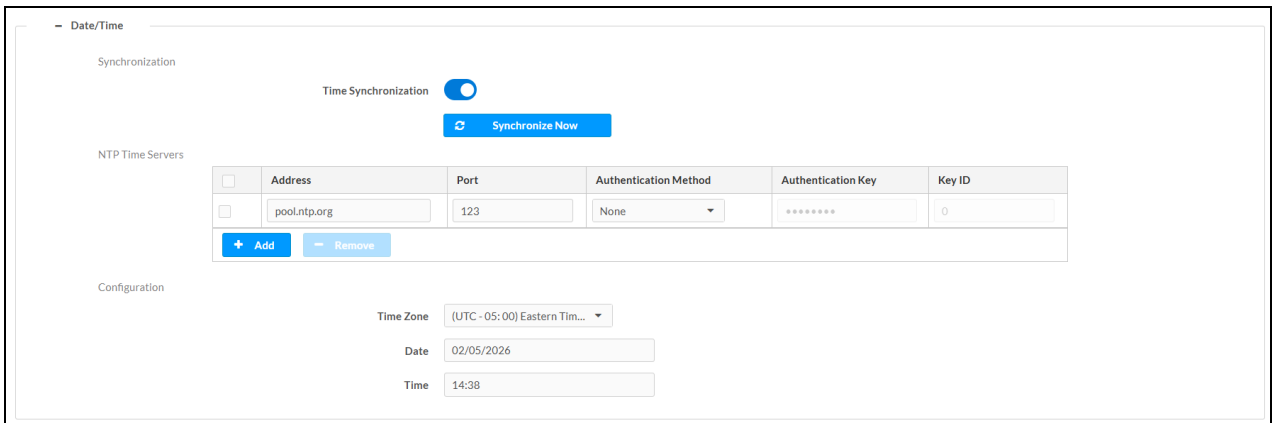 − Date/Time
Synchronization
Time Synchronization
Synchronize Now
NTP Time Servers
Address Port Authentication Method Authentication Key Key ID
pool.ntp.org 123 None •••••••• 0
+ Add − Remove
Configuration
Time Zone (UTC - 05: 00) Eastern Tim...
Date 02/05/2026
Time 14:38